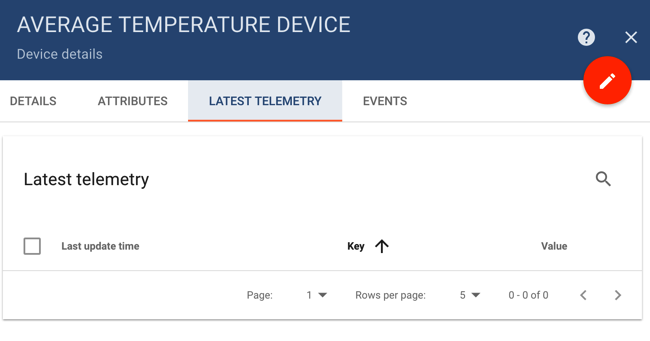 AVERAGE TEMPERATURE DEVICE
Device details
?
DETAILS ATTRIBUTES LATEST TELEMETRY EVENTS
Latest telemetry
Last update time Key Value
Page: 1 Rows per page: 5 0 - 0 of 0